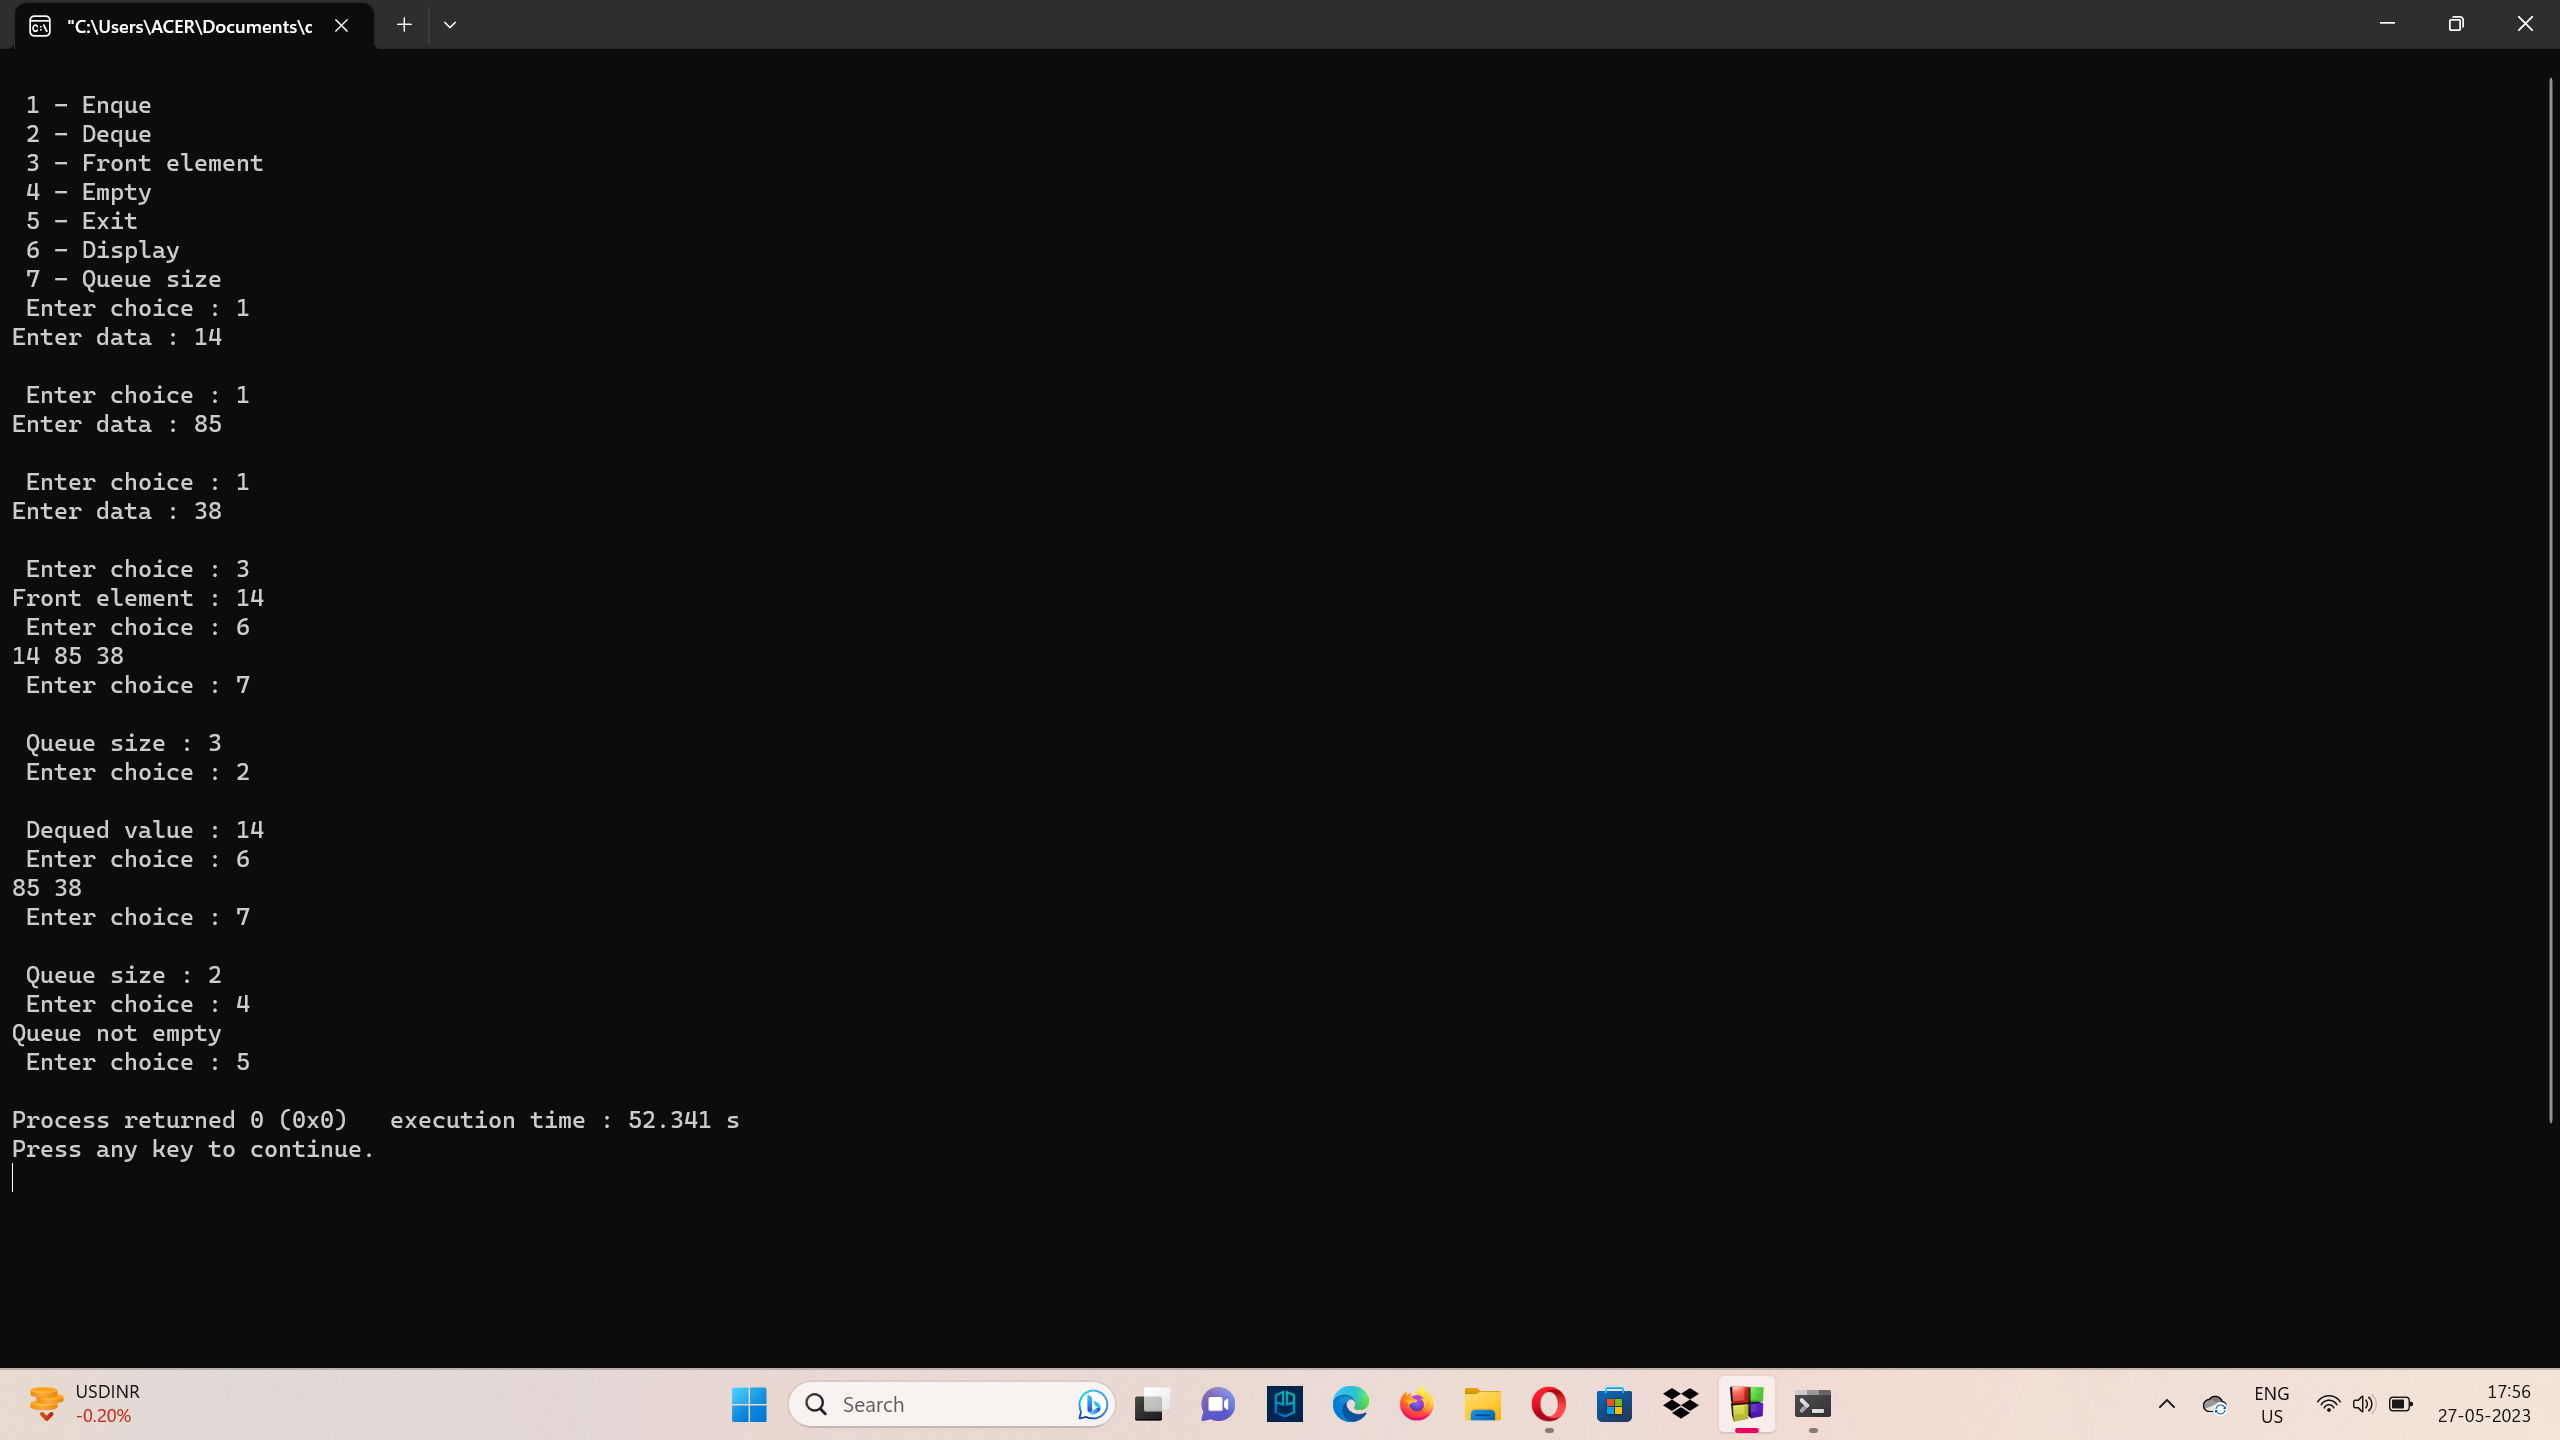 "C:\Users\ACER\Documents\c
1 - Enque
2 - Deque
3 - Front element
4 - Empty
5 - Exit
6 - Display
7 - Queue size
Enter choice : 1
Enter data : 14
Enter choice : 1
Enter data : 85
Enter choice : 1
Enter data : 38
Enter choice : 3
Front element : 14
Enter choice : 6
14 85 38
Enter choice : 7
Queue size : 3
Enter choice : 2
Dequed value : 14
Enter choice : 6
85 38
Enter choice : 7
Queue size : 2
Enter choice : 4
Queue not empty
Enter choice : 5
Process returned 0 (0x0)   execution time : 52.341 s
Press any key to continue.
USDINR
-0.20%
Search
ENG
US
17:56
27-05-2023